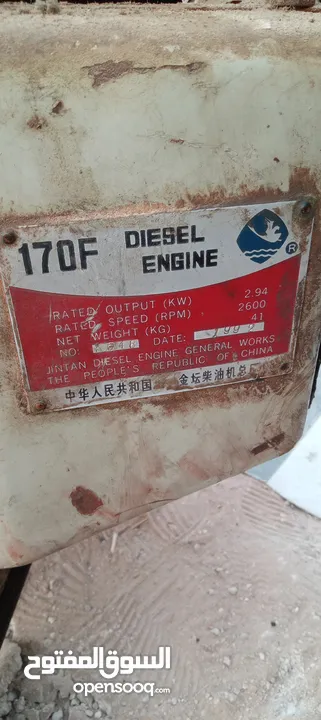 170F DIESEL ENGINE
®
RATED OUTPUT (KW) 2.94
RATED SPEED (RPM) 2600
NET WEIGHT (KG) 41
NO: DATE: 1995
JINTAN DIESEL ENGINE GENERAL WORKS
THE PEOPLE'S REPUBLIC OF CHINA
中华人民共和国 金坛柴油机总厂
السوق المفتوح
opensooq.com